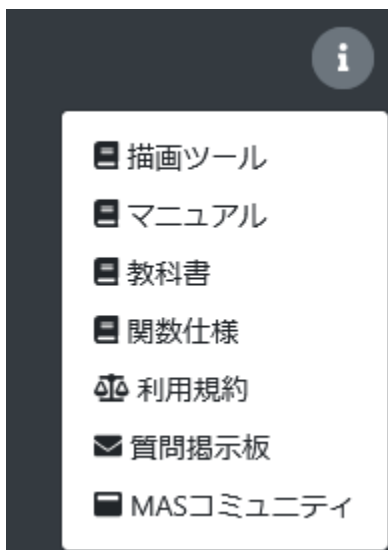 i
描画ツール
マニュアル
教科書
関数仕様
利用規約
質問掲示板
MASコミュニティ